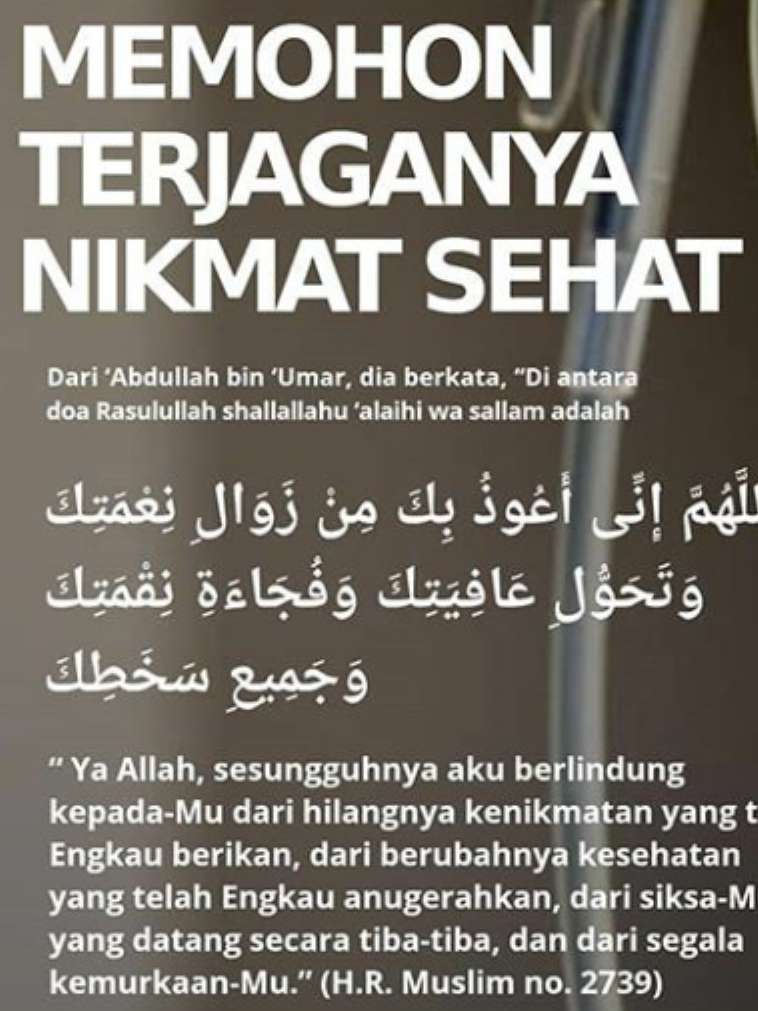 MEMOHON
TERJAGANYA
NIKMAT SEHAT
Dari ‘Abdullah bin ‘Umar, dia berkata, “Di antara
doa Rasulullah shallallahu ‘alaihi wa sallam adalah
إِنِّى أَعُوذُ بِكَ مِنْ زَوَالِ نِعْمَتِكَ
وَتَحَوُّلِ عَافِيَتِكَ وَفُجَاءَةِ نِقْمَتِكَ
وَجَمِيعِ سَخَطِكَ
“ Ya Allah, sesungguhnya aku berlindung
kepada-Mu dari hilangnya kenikmatan yang
Engkau berikan, dari berubahnya kesehatan
yang telah Engkau anugerahkan, dari siksa-M
yang datang secara tiba-tiba, dan dari segala
kemurkaan-Mu.” (H.R. Muslim no. 2739)